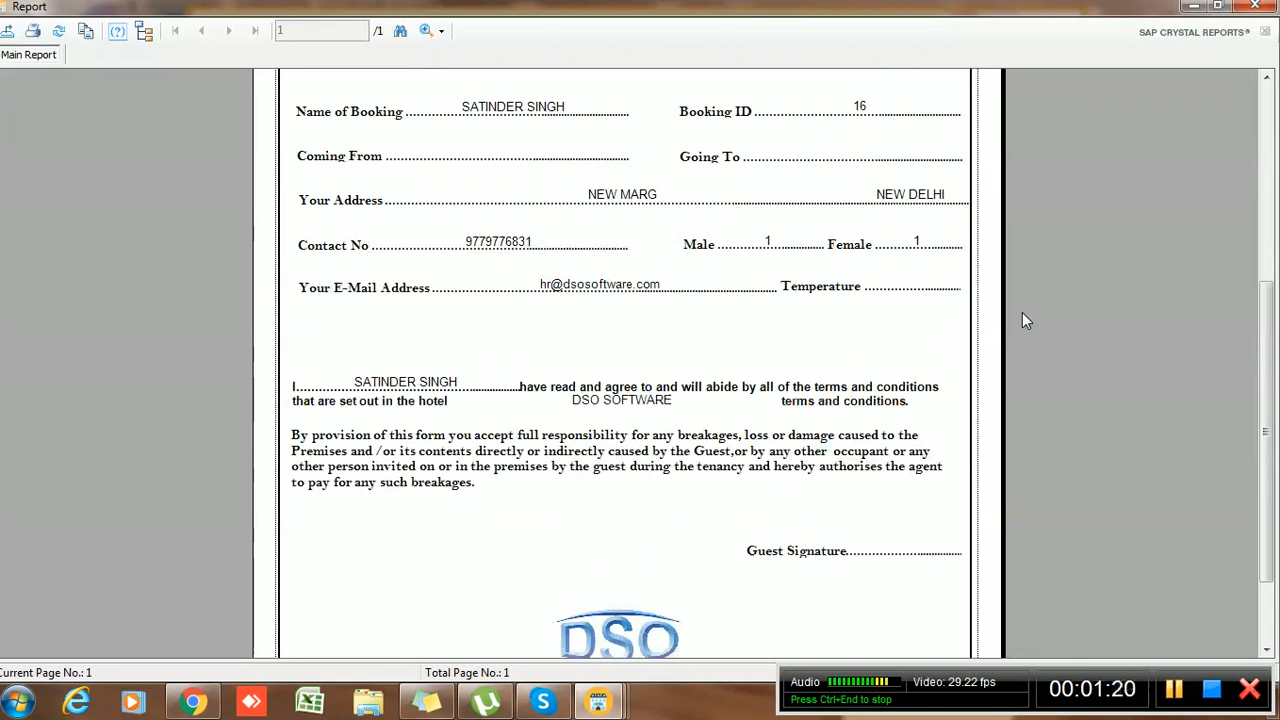 Report
1 /1 SAP CRYSTAL REPORTS®
Main Report
Name of Booking SATINDER SINGH Booking ID 16
Coming From Going To
Your Address NEW MARG NEW DELHI
Contact No 9779776831 Male 1 Female 1
Your E-Mail Address hr@dsosoftware.com Temperature
I SATINDER SINGH have read and agree to and will abide by all of the terms and conditions
that are set out in the hotel DSO SOFTWARE terms and conditions.
By provision of this form you accept full responsibility for any breakages, loss or damage caused to the
Premises and /or its contents directly or indirectly caused by the Guest,or by any other occupant or any
other person invited on or in the premises by the guest during the tenancy and hereby authorises the agent
to pay for any such breakages.
Guest Signature
DSO
Current Page No.: 1 Total Page No.: 1
Audio Video: 29.22 fps 00:01:20
Press Ctrl+End to stop